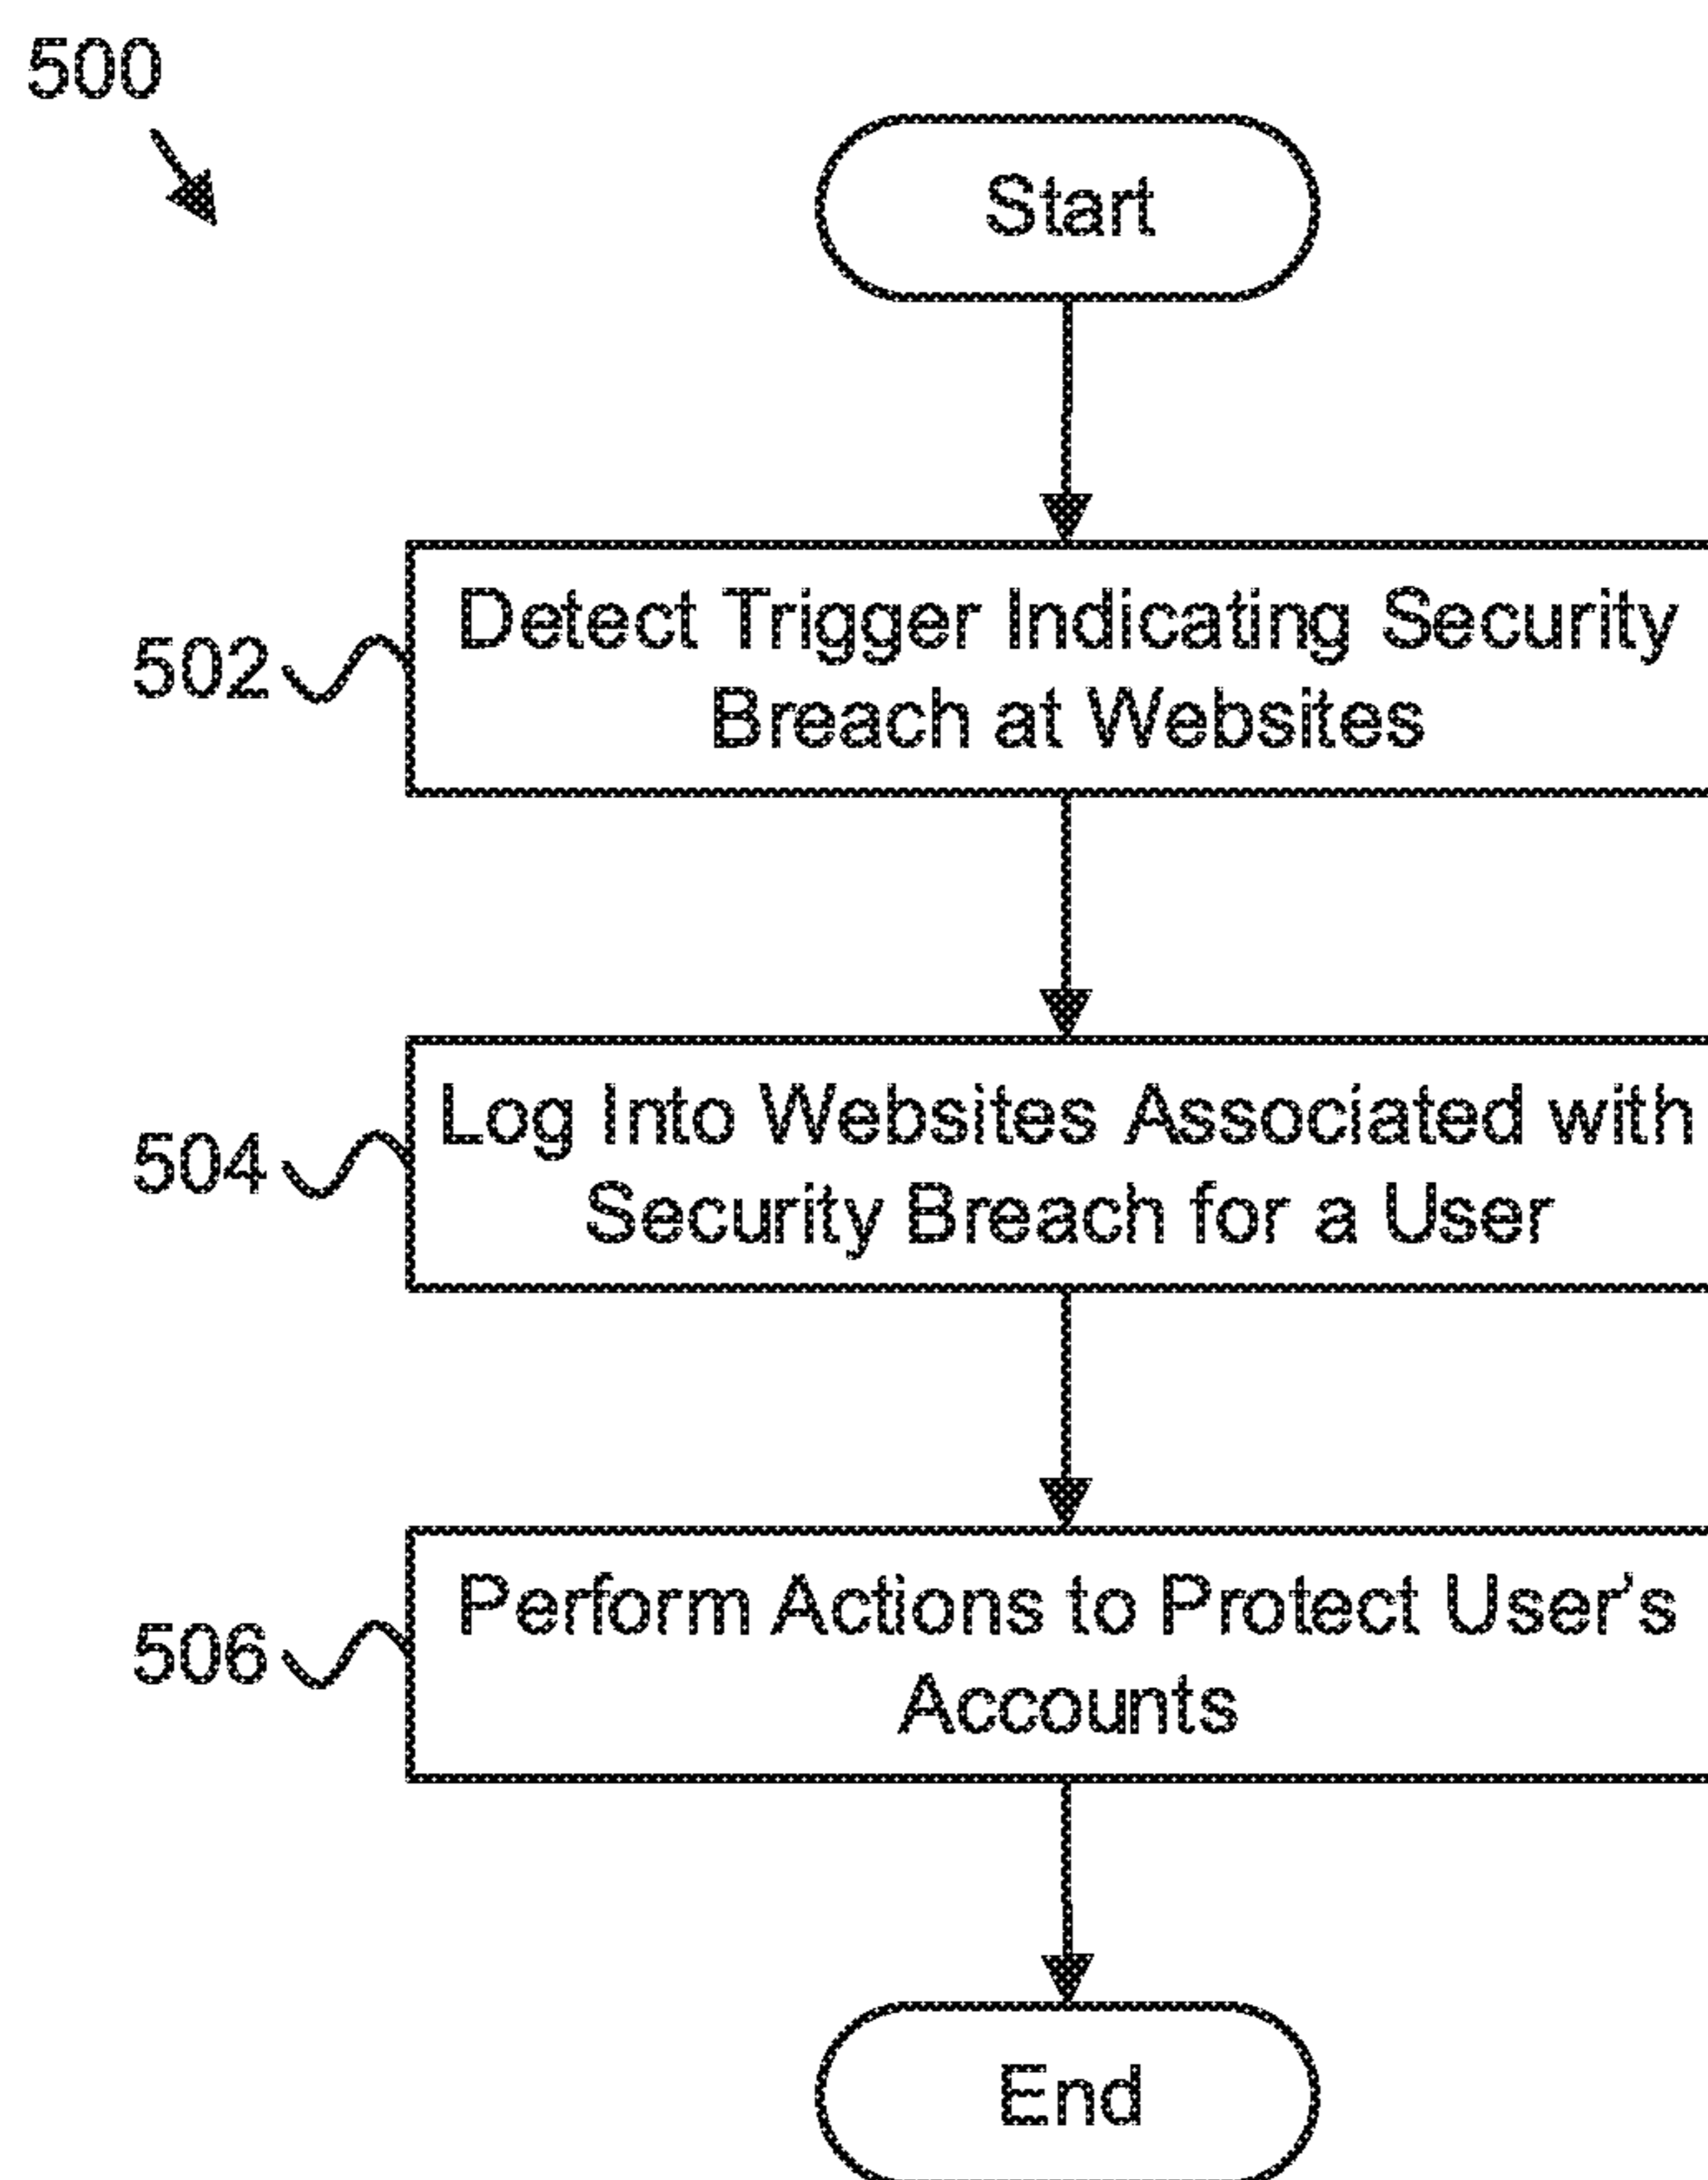 500
Start
502
Detect Trigger Indicating Security
Breach at Websites
504
Log Into Websites Associated with
Security Breach for a User
506
Perform Actions to Protect User's
Accounts
End